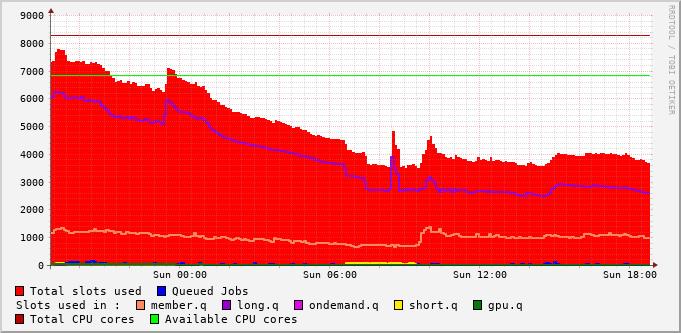 RRDTOOL / TOBI OETIKER
9000
8000
7000
6000
5000
4000
3000
2000
1000
0
Sun 00:00 Sun 06:00 Sun 12:00 Sun 18:00
Total slots used Queued Jobs
Slots used in : member.q long.q ondemand.q short.q gpu.q
Total CPU cores Available CPU cores